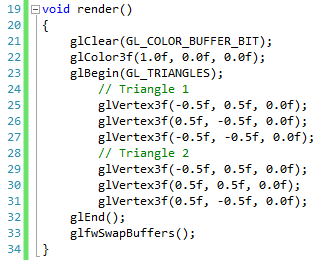 19 void render()
20 {
21 glClear(GL_COLOR_BUFFER_BIT);
22 glColor3f(1.0f, 0.0f, 0.0f);
23 glBegin(GL_TRIANGLES);
24 // Triangle 1
25 glVertex3f(-0.5f, 0.5f, 0.0f);
26 glVertex3f(0.5f, -0.5f, 0.0f);
27 glVertex3f(-0.5f, -0.5f, 0.0f);
28 // Triangle 2
29 glVertex3f(-0.5f, 0.5f, 0.0f);
30 glVertex3f(0.5f, 0.5f, 0.0f);
31 glVertex3f(0.5f, -0.5f, 0.0f);
32 glEnd();
33 glfwSwapBuffers();
34 }